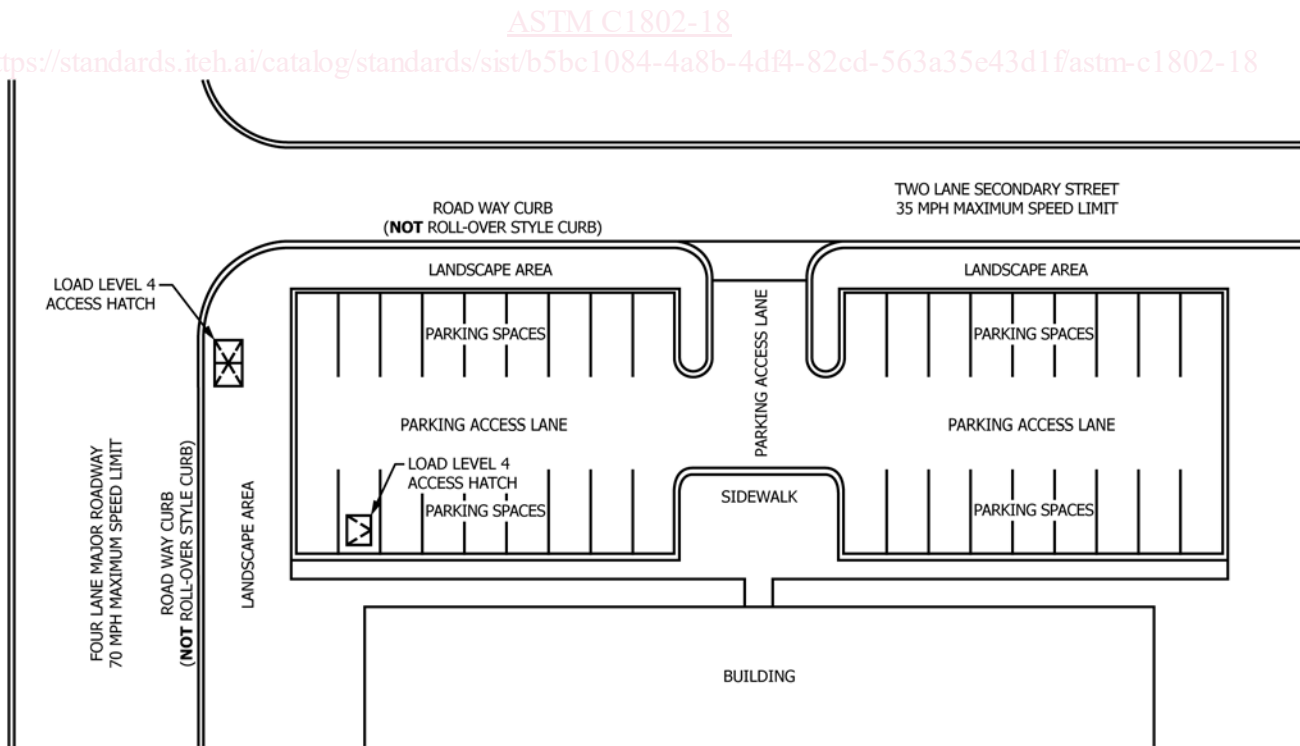 ASTM C1802-18
tps://standards.iteh.ai/catalog/standards/sist/b5bc1084-4a8b-4df4-82cd-563a35e43d1f/astm-c1802-18
TWO LANE SECONDARY STREET
35 MPH MAXIMUM SPEED LIMIT
ROAD WAY CURB
(NOT ROLL-OVER STYLE CURB)
LANDSCAPE AREA
LANDSCAPE AREA
LOAD LEVEL 4
ACCESS HATCH
PARKING SPACES
PARKING ACCESS LANE
PARKING SPACES
PARKING ACCESS LANE
PARKING ACCESS LANE
LOAD LEVEL 4
ACCESS HATCH
PARKING SPACES
SIDEWALK
PARKING SPACES
FOUR LANE MAJOR ROADWAY
70 MPH MAXIMUM SPEED LIMIT
ROAD WAY CURB
(NOT ROLL-OVER STYLE CURB)
LANDSCAPE AREA
BUILDING